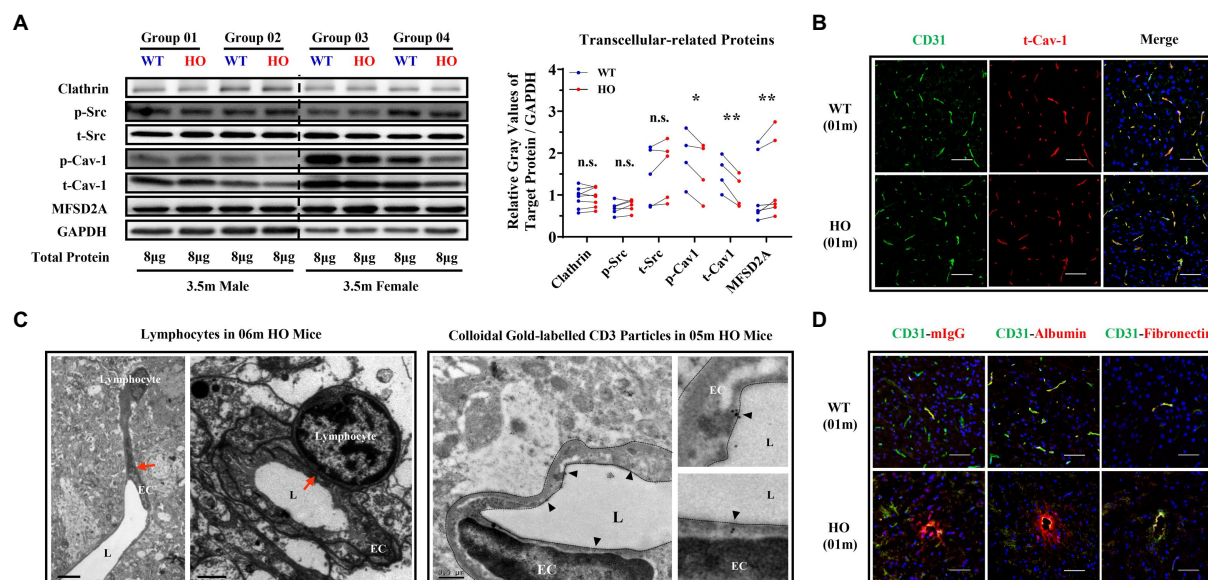 A
Group 01 Group 02 Group 03 Group 04
WT HO WT HO WT HO WT HO
Clathrin
p-Src
t-Src
p-Cav-1
t-Cav-1
MFSD2A
GAPDH
Total Protein 8μg 8μg 8μg 8μg 8μg 8μg 8μg 8μg
3.5m Male 3.5m Female
Transcellular-related Proteins
Relative Gray Values of
Target Protein / GAPDH
4
3
2
1
0
WT
HO
n.s. n.s. n.s. * ** **
Clathrin p-Src t-Src p-Cav1 t-Cav1 MFSD2A
B
CD31 t-Cav-1 Merge
WT
(01m)
HO
(01m)
C
Lymphocytes in 06m HO Mice
Lymphocyte
EC
L
Lymphocyte
L
EC
Colloidal Gold-labelled CD3 Particles in 05m HO Mice
L
EC
EC
L
L
EC
D
CD31-mIgG CD31-Albumin CD31-Fibronectin
WT
(01m)
HO
(01m)